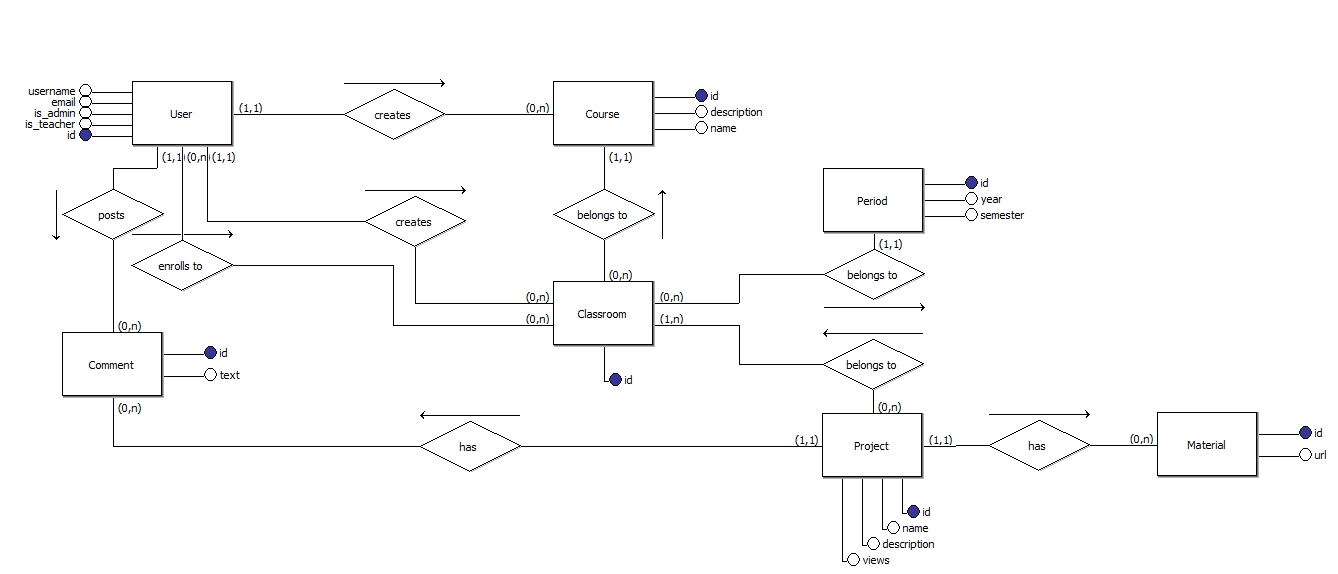 username
email
is_admin
is_teacher
id
User
(1,1)
creates
(0,n)
Course
id
description
name
(1,1)
(0,n)
(1,1)
(1,1)
posts
creates
belongs to
Period
id
year
semester
(1,1)
enrolls to
(0,n)
belongs to
(0,n)
(0,n)
Classroom
(0,n)
(1,n)
id
(0,n)
Comment
id
text
(0,n)
belongs to
(0,n)
has
(1,1)
Project
(1,1)
has
(0,n)
Material
id
url
id
name
description
views